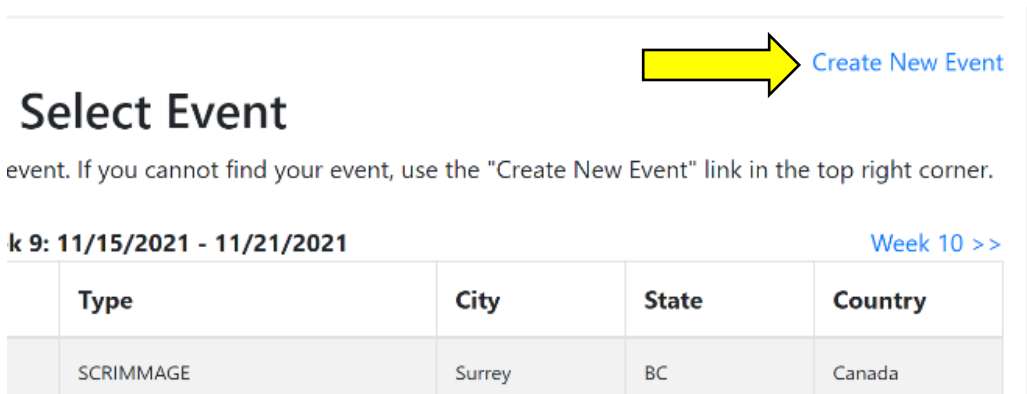 Create New Event
Select Event
event. If you cannot find your event, use the "Create New Event" link in the top right corner.
k 9: 11/15/2021 - 11/21/2021 Week 10 >>
Type City State Country
SCRIMMAGE Surrey BC Canada